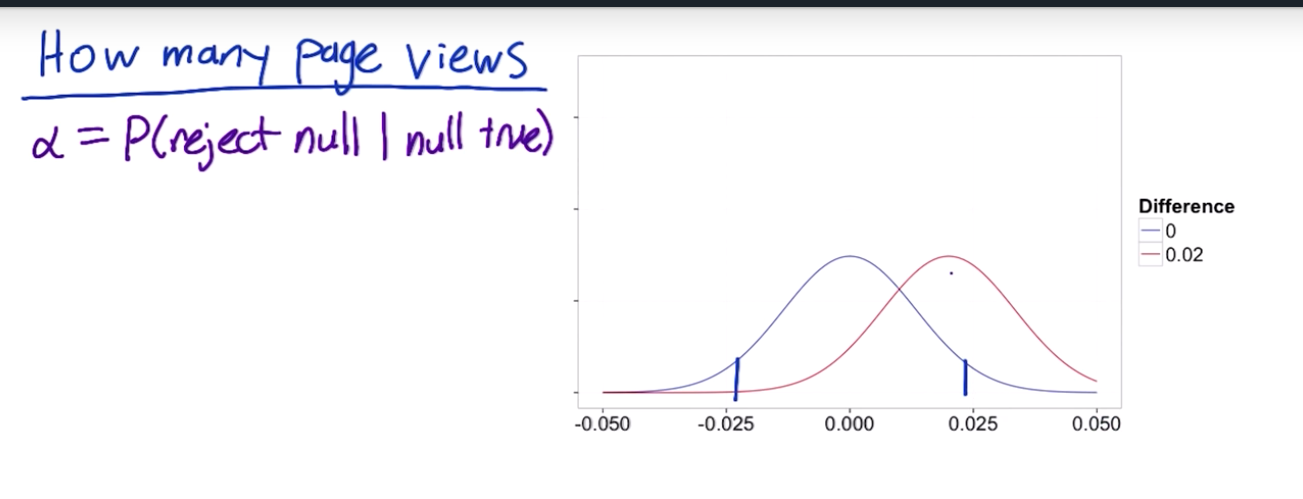 How many page views
α = P(reject null | null true)
Difference
0
0.02
-0.050 -0.025 0.000 0.025 0.050